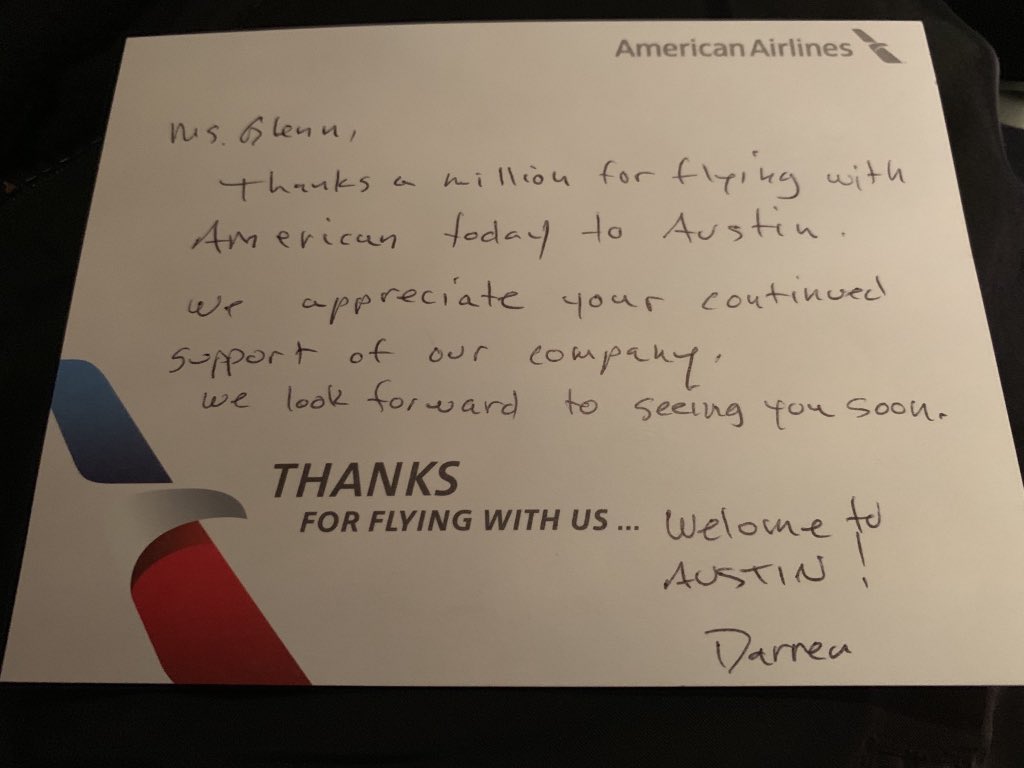 American Airlines
Ms. Glenn,
Thanks a million for flying with
American today to Austin.
We appreciate your continued
support of our company.
We look forward to seeing you soon.
THANKS
FOR FLYING WITH US ...
Welome to
AUSTIN!
Darren